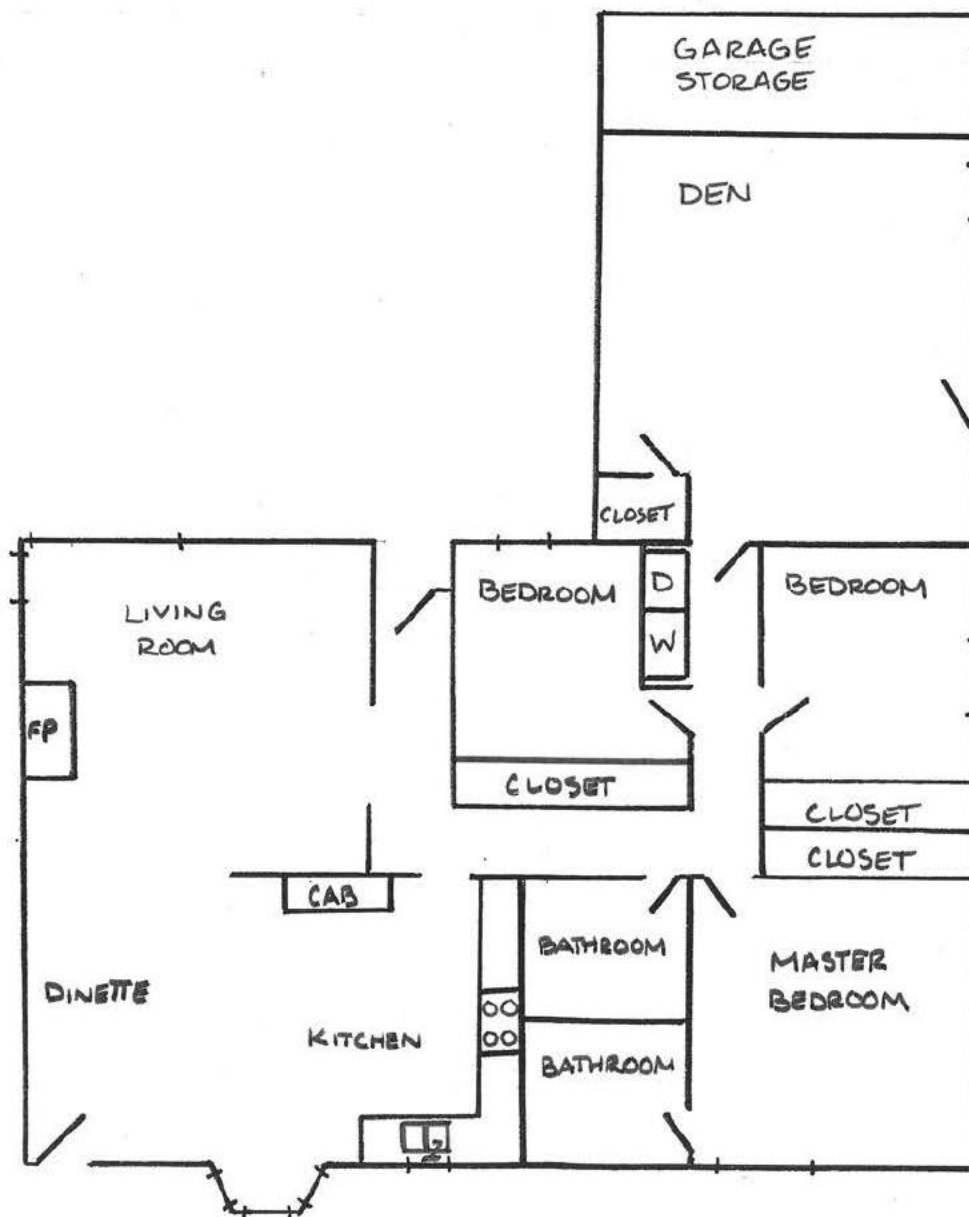 GARAGE
STORAGE
DEN
CLOSET
LIVING
ROOM
BEDROOM
D
W
BEDROOM
FP
CLOSET
CLOSET
CLOSET
CAB
BATHROOM
MASTER
BEDROOM
DINETTE
KITCHEN
BATHROOM